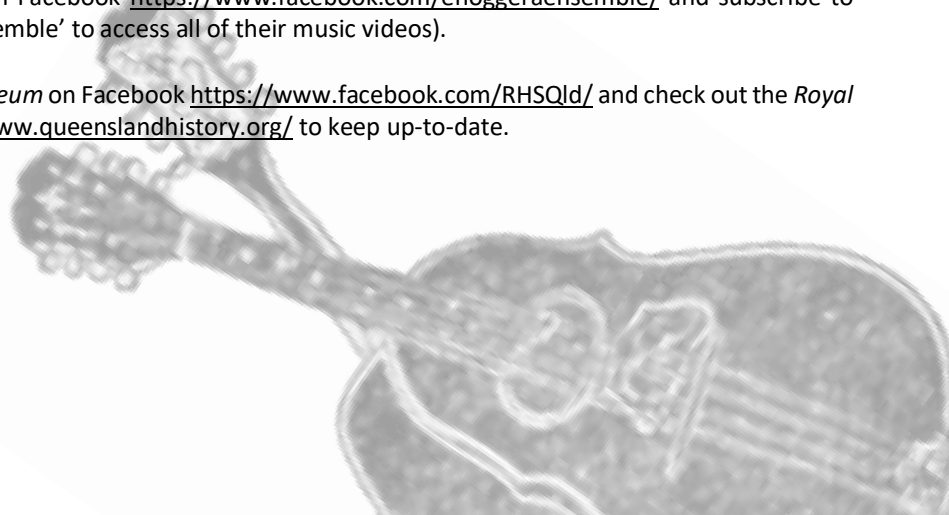 Facebook https://www.facebook.com/enoggeraensemble/ and subscribe to
emble’ to access all of their music videos).
eum on Facebook https://www.facebook.com/RHSQld/ and check out the Royal
ww.queenslandhistory.org/ to keep up-to-date.